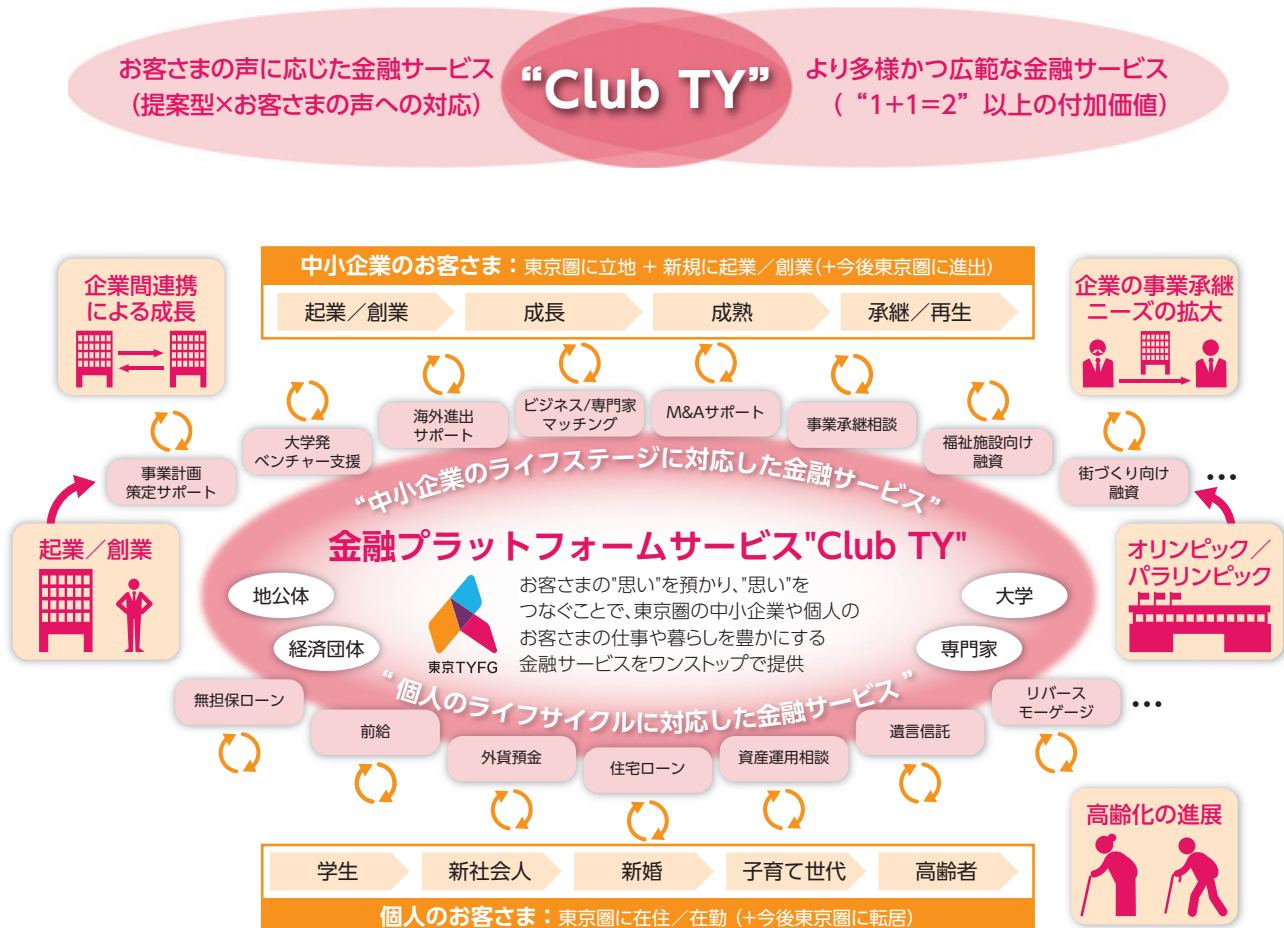 お客さまの声に応じた金融サービス
(提案型×お客さまの声への対応)
“Club TY”
より多様かつ広範な金融サービス
( “1+1=2” 以上の付加価値)
中小企業のお客さま：東京圏に立地 + 新規に起業／創業(+今後東京圏に進出)
起業／創業
成長
成熟
承継／再生
企業間連携
による成長
企業の事業承継
ニーズの拡大
事業計画
策定サポート
大学発
ベンチャー支援
海外進出
サポート
ビジネス/専門家
マッチング
M&Aサポート
事業承継相談
福祉施設向け
融資
街づくり向け
融資
…
“中小企業のライフステージに対応した金融サービス”
起業／創業
オリンピック／
パラリンピック
金融プラットフォームサービス"Club TY"
地公体
経済団体
東京TYFG
お客さまの"思い"を預かり、"思い"を
つなぐことで、東京圏の中小企業や個人の
お客さまの仕事や暮らしを豊かにする
金融サービスをワンストップで提供
大学
専門家
“個人のライフサイクルに対応した金融サービス”
無担保ローン
前給
外貨預金
住宅ローン
資産運用相談
遺言信託
リバース
モーゲージ
…
高齢化の進展
学生
新社会人
新婚
子育て世代
高齢者
個人のお客さま：東京圏に在住／在勤 (+今後東京圏に転居)